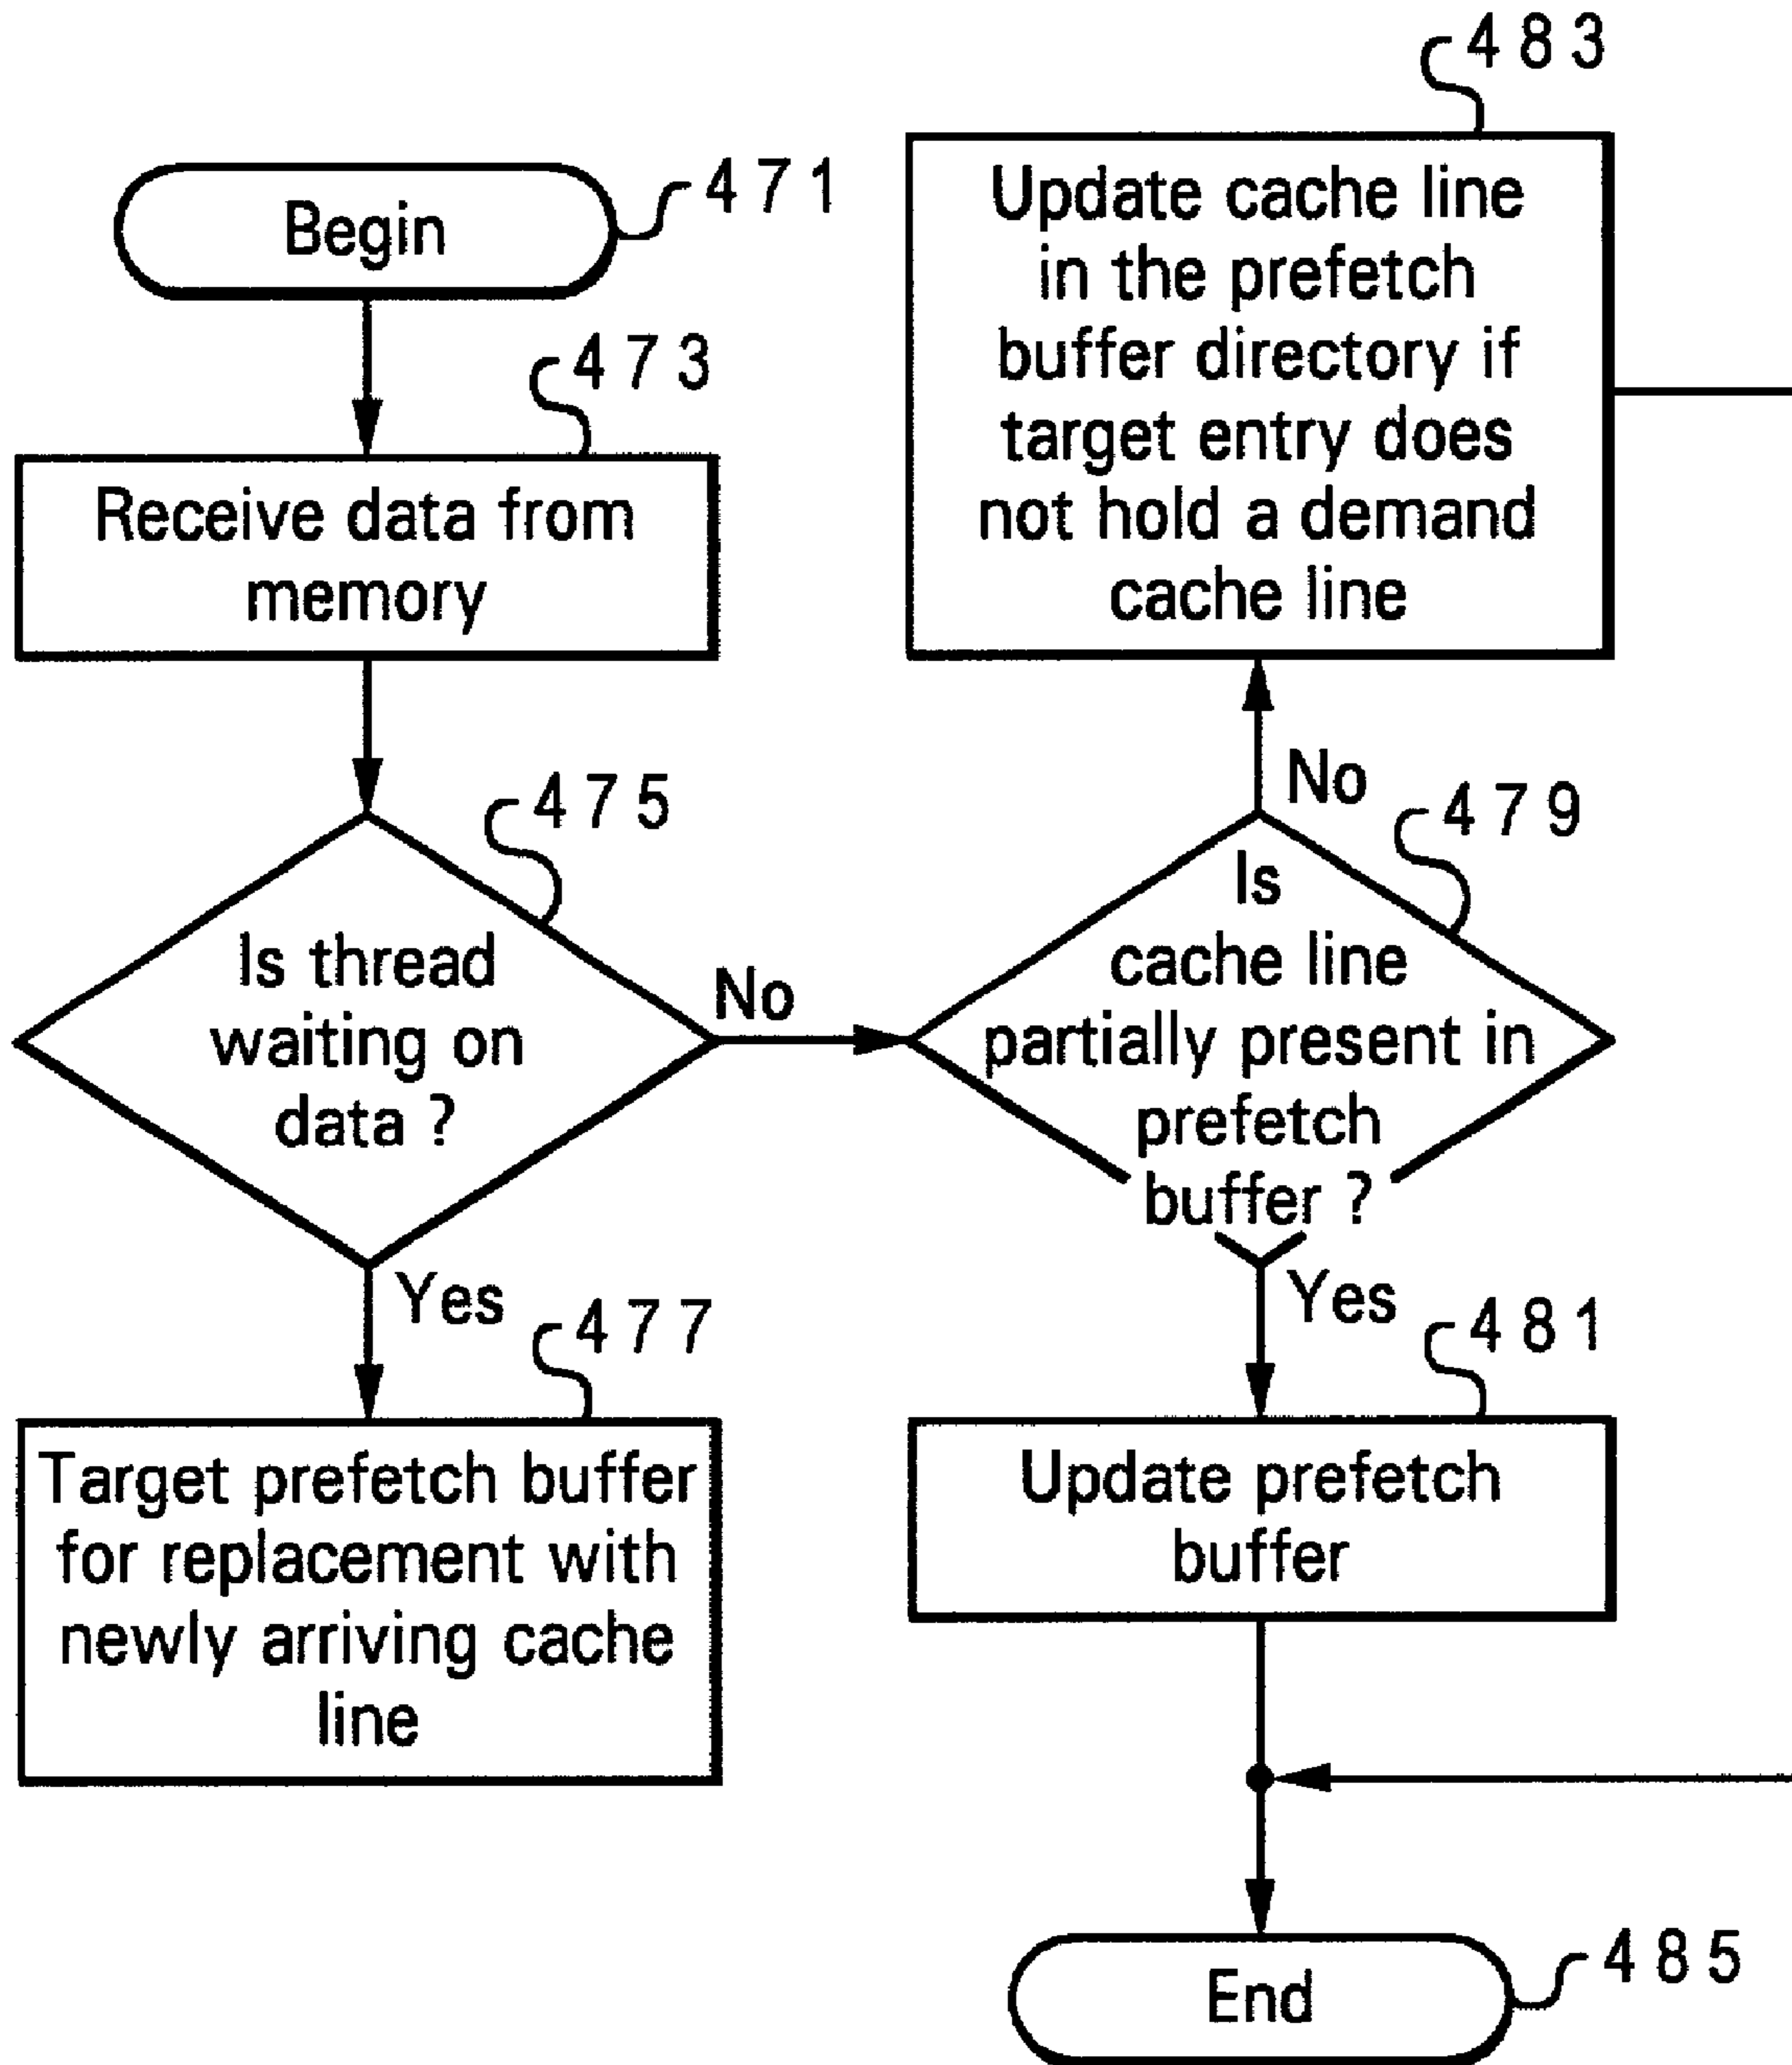 Begin
471
473
Receive data from
memory
475
Is thread
waiting on
data ?
No
Yes
477
Target prefetch buffer
for replacement with
newly arriving cache
line
483
Update cache line
in the prefetch
buffer directory if
target entry does
not hold a demand
cache line
No
479
Is
cache line
partially present in
prefetch
buffer ?
Yes
481
Update prefetch
buffer
End
485